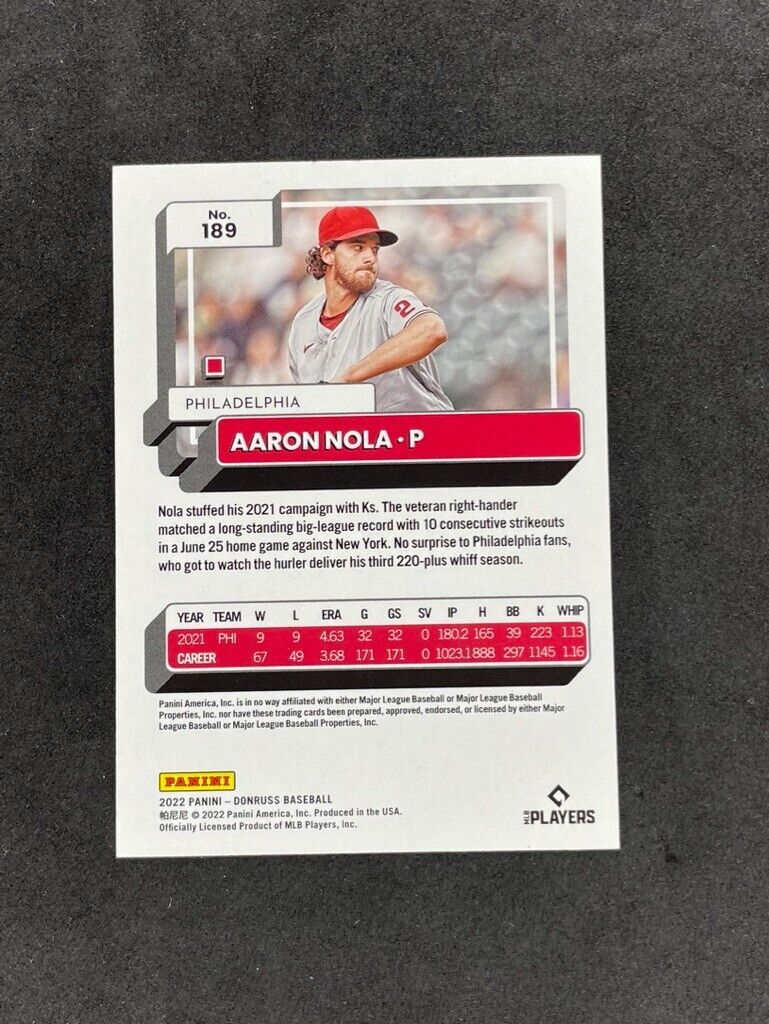 No.
189
2
PHILADELPHIA
AARON NOLA • P
Nola stuffed his 2021 campaign with Ks. The veteran right-hander
matched a long-standing big-league record with 10 consecutive strikeouts
in a June 25 home game against New York. No surprise to Philadelphia fans,
who got to watch the hurler deliver his third 220-plus whiff season.
YEAR TEAM W L ERA G GS SV IP H BB K WHIP
2021 PHI 9 9 4.63 32 32 0 180.2 165 39 223 1.13
CAREER 67 49 3.68 171 171 0 1023.1 888 297 1145 1.16
Panini America, Inc. is in no way affiliated with either Major League Baseball or Major League Baseball
Properties, Inc. nor have these trading cards been prepared, approved, endorsed, or licensed by either Major
League Baseball or Major League Baseball Properties, Inc.
PANINI
2022 PANINI – DONRUSS BASEBALL
帕尼尼 © 2022 Panini America, Inc. Produced in the USA.
Officially Licensed Product of MLB Players, Inc.
MLB PLAYERS